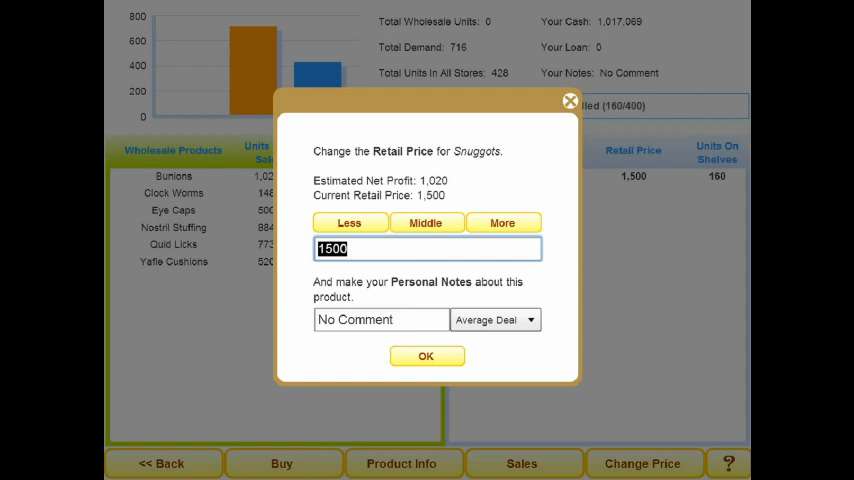 800
600
400
200
0
Total Wholesale Units: 0
Total Demand: 716
Total Units In All Stores: 428
Your Cash: 1,017,069
Your Loan: 0
Your Notes: No Comment
(160/400)
Wholesale Products
Units
Retail Price
Units On
Shelves
Bunions
Clock Worms 148
Eye Caps 500
Nostril Stuffing 884
Quid Licks 773
Yafle Cushions 520
1,500 160
Change the Retail Price for Snuggots.
Estimated Net Profit: 1,020
Current Retail Price: 1,500
Less Middle More
1500
And make your Personal Notes about this
product.
No Comment Average Deal
OK
<< Back Buy Product Info Sales Change Price ?